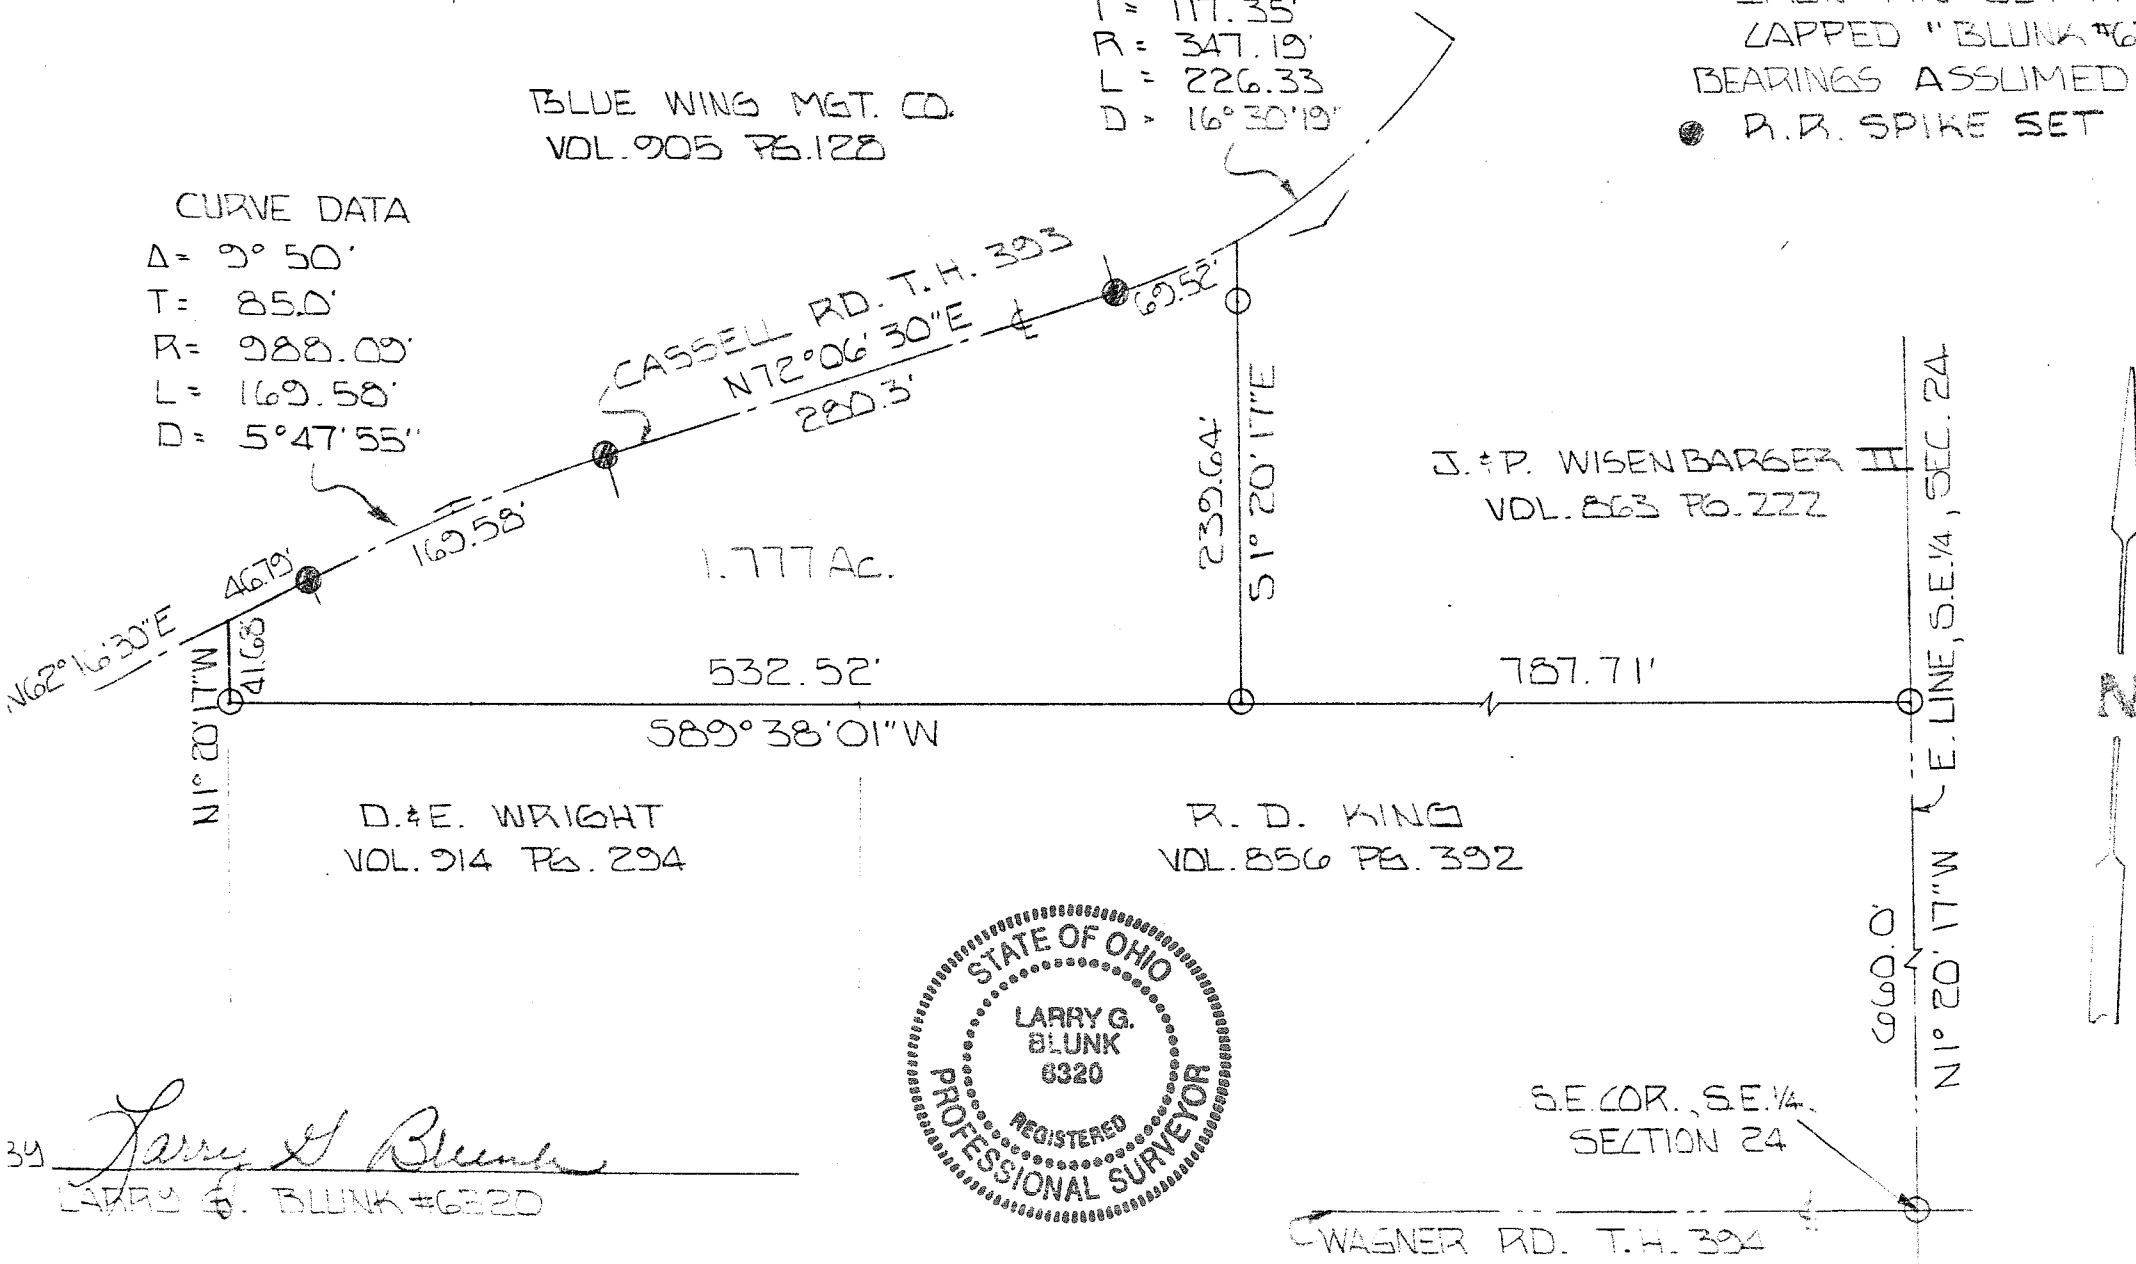 T = 117.35'
R = 347.19'
L = 226.33
D = 16°30'19"
CAPPED "BLUNK #6
BEARINGS ASSUMED
R.R. SPIKE SET
BLUE WING MGT. CO.
VOL. 905 PG. 128
CURVE DATA
Δ = 9° 50'
T = 85.0'
R = 988.09'
L = 169.58'
D = 5°47'55"
CASSELL RD. T.H. 393
N72°06'30"E
280.3'
69.52'
169.58'
46.79'
N62°16'30"E
41.68'
N1°20'17"W
1.777 Ac.
239.64'
S1°20'17"E
J. & P. WISENBARGER II
VOL. 863 PG. 222
E. LINE, S.E.1/4, SEC. 24
532.52'
787.71'
S89°38'01"W
N
D. & E. WRIGHT
VOL. 914 PG. 294
R. D. KING
VOL. 856 PG. 392
660.0'
N1°20'17"W
STATE OF OHIO
LARRY G.
BLUNK
6320
REGISTERED
PROFESSIONAL SURVEYOR
S.E. COR., S.E.1/4,
SECTION 24
BY Larry G Blunk
LARRY G. BLUNK #6320
WAGNER RD. T.H. 394